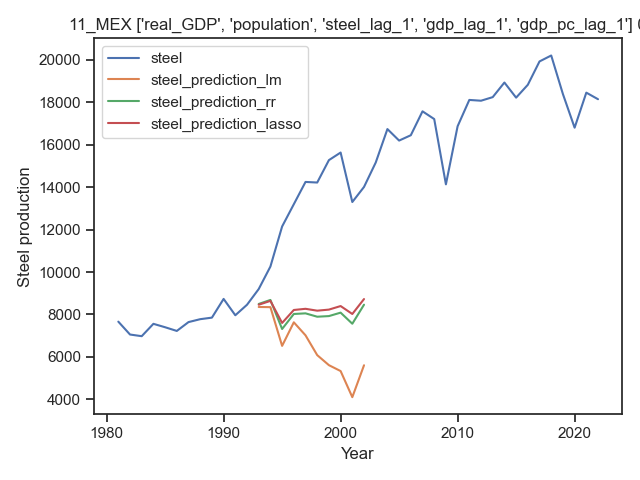 11_MEX ['real_GDP', 'population', 'steel_lag_1', 'gdp_lag_1', 'gdp_pc_lag_1']
steel
steel_prediction_lm
steel_prediction_rr
steel_prediction_lasso
20000
18000
16000
14000
12000
10000
8000
6000
4000
Steel production
1980
1990
2000
2010
2020
Year